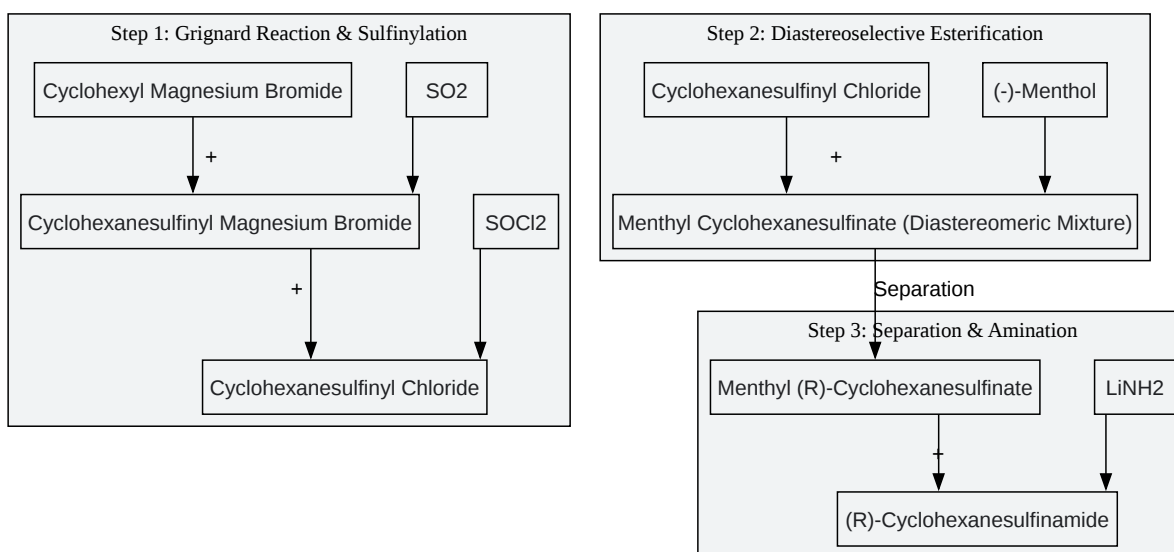 Step 1: Grignard Reaction & Sulfinylation
Cyclohexyl Magnesium Bromide
SO2
+
Cyclohexanesulfinyl Magnesium Bromide
SOCl2
+
Cyclohexanesulfinyl Chloride
Step 2: Diastereoselective Esterification
Cyclohexanesulfinyl Chloride
(-)-Menthol
+
Menthyl Cyclohexanesulfinate (Diastereomeric Mixture)
Separation
Step 3: Separation & Amination
Menthyl (R)-Cyclohexanesulfinate
LiNH2
+
(R)-Cyclohexanesulfinamide